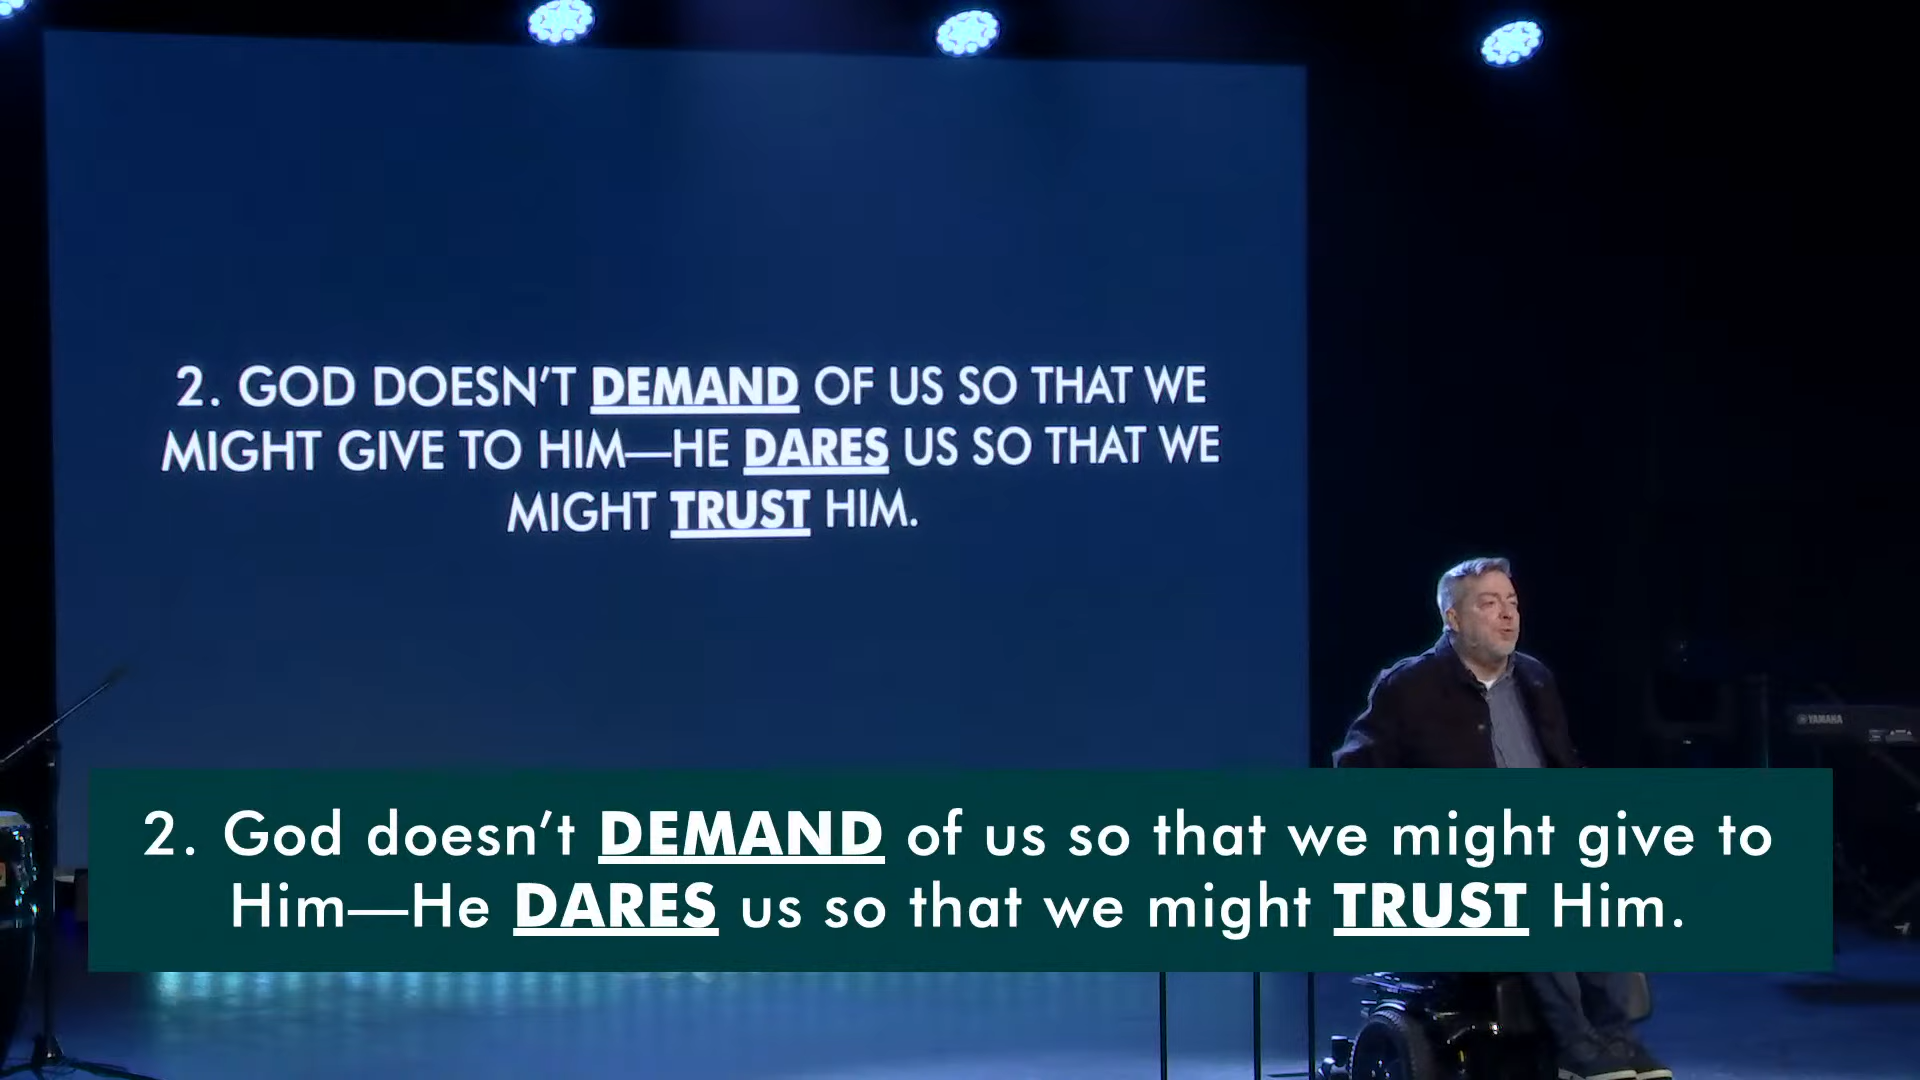 2. GOD DOESN'T DEMAND OF US SO THAT WE
MIGHT GIVE TO HIM—HE DARES US SO THAT WE
MIGHT TRUST HIM.
YAMAHA
2. God doesn't DEMAND of us so that we might give to
Him—He DARES us so that we might TRUST Him.